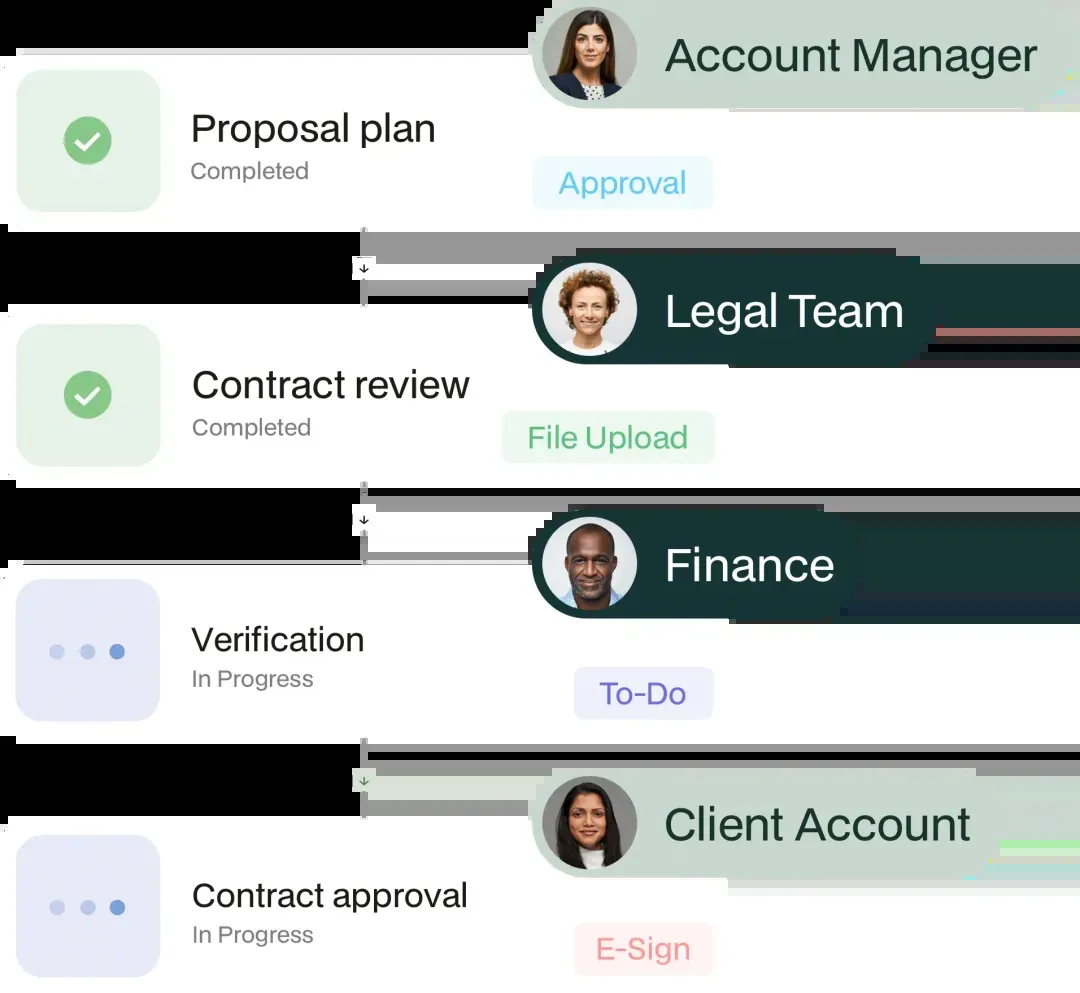 Account Manager
Proposal plan
Completed
Approval
Legal Team
Contract review
Completed
File Upload
Finance
Verification
In Progress
To-Do
Client Account
Contract approval
In Progress
E-Sign